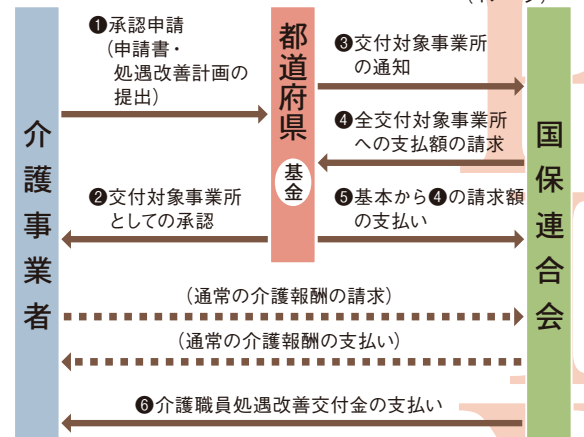 (イメージ)
❶承認申請
(申請書・
処遇改善計画の
提出)
都道府県
基金
❸交付対象事業所
の通知
❹全交付対象事業所
への支払額の請求
介護事業者
国保連合会
❷交付対象事業所
としての承認
❺基本から❹の請求額
の支払い
(通常の介護報酬の請求)
(通常の介護報酬の支払い)
❻介護職員処遇改善交付金の支払い